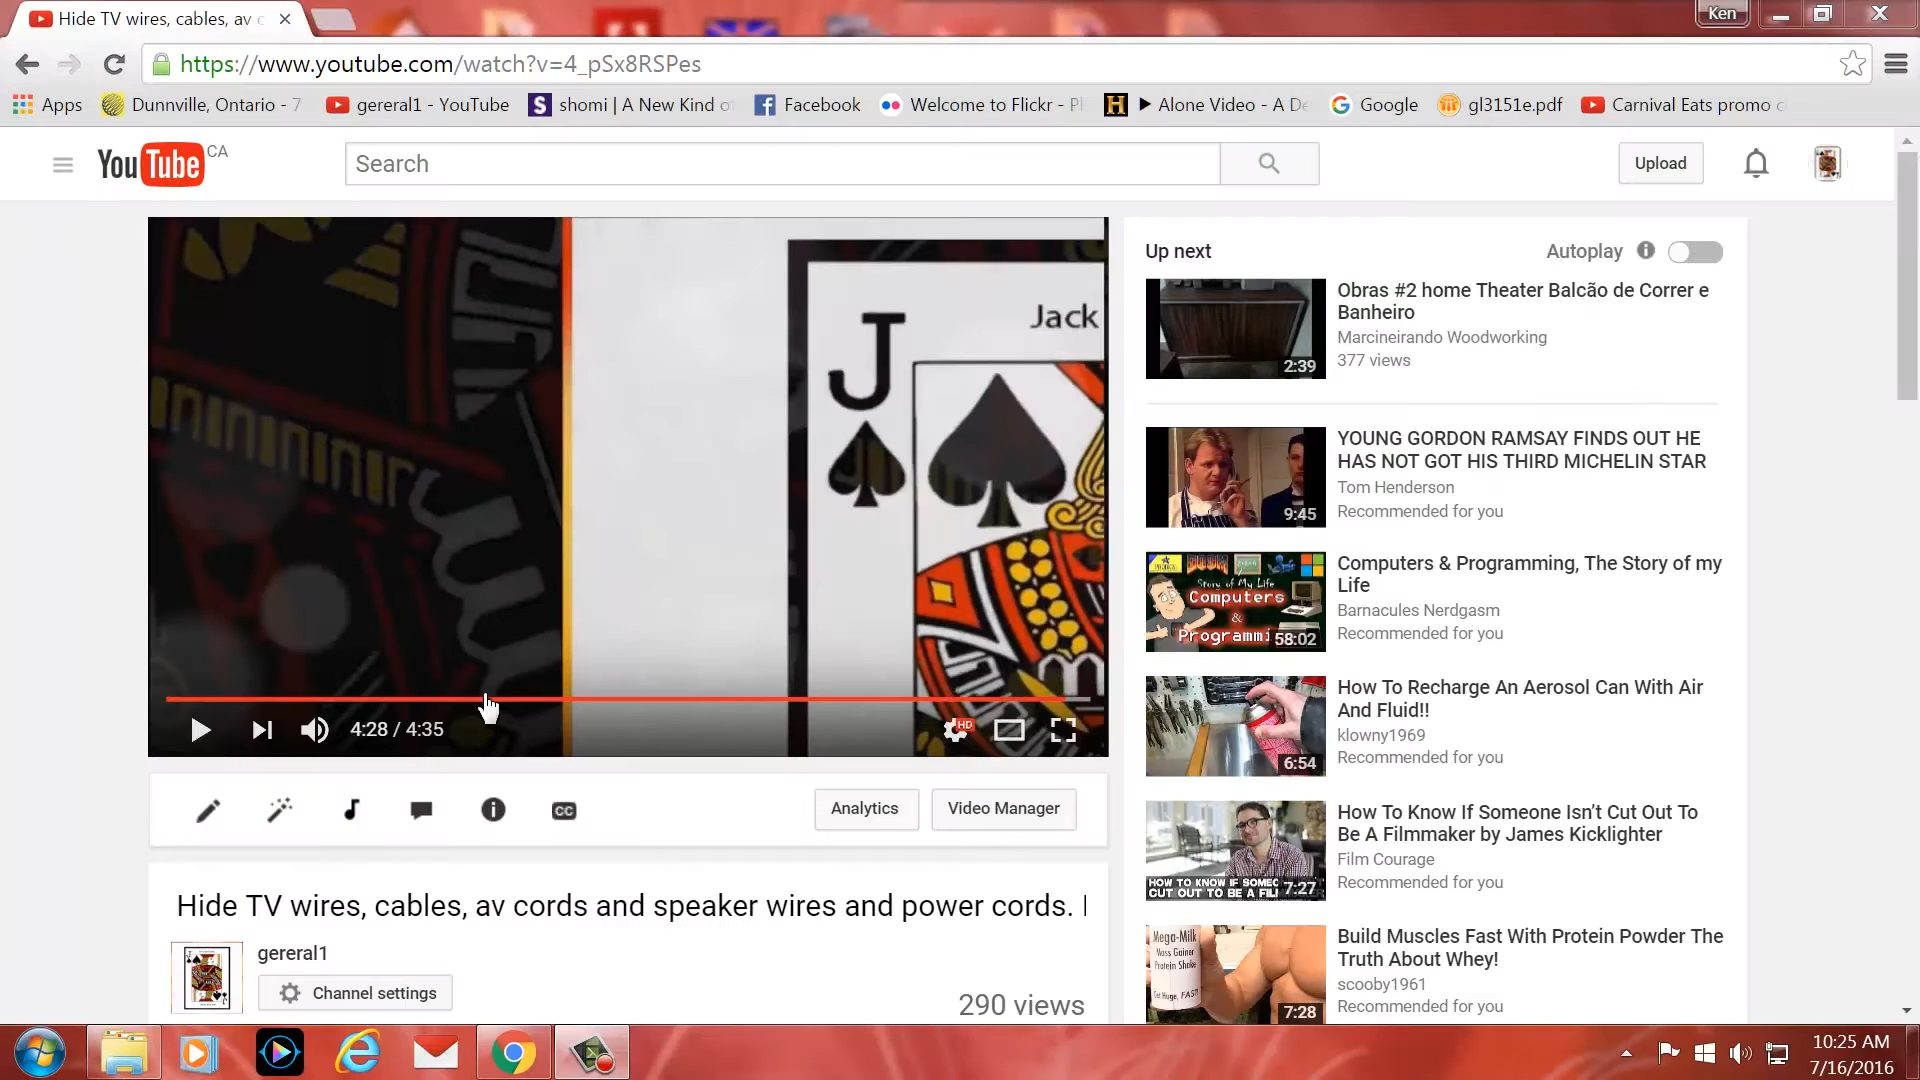 Hide TV wires, cables, av c
Ken
https://www.youtube.com/watch?v=4_pSx8RSPes
Apps
Dunnville, Ontario - 7
gereral1 - YouTube
shomi | A New Kind o
Facebook
Welcome to Flickr - P
Alone Video - A De
Google
gl3151e.pdf
Carnival Eats promo c
YouTube CA
Search
Upload
J
Jack
4:28 / 4:35
HD
Up next
Autoplay
Obras #2 home Theater Balcão de Correr e
Banheiro
Marcineirando Woodworking
377 views
2:39
YOUNG GORDON RAMSAY FINDS OUT HE
HAS NOT GOT HIS THIRD MICHELIN STAR
Tom Henderson
Recommended for you
9:45
Computers & Programming, The Story of my
Life
Barnacules Nerdgasm
Recommended for you
Story of My Life
Computers
&
Programmi
58:02
How To Recharge An Aerosol Can With Air
And Fluid!!
klowny1969
Recommended for you
6:54
How To Know If Someone Isn’t Cut Out To
Be A Filmmaker by James Kicklighter
Film Courage
Recommended for you
HOW TO KNOW IF SOMEO
CUT OUT TO BE A FIL
7:27
Build Muscles Fast With Protein Powder The
Truth About Whey!
scooby1961
Recommended for you
Mega-Milk
Mass Gainer
Protein Shake
Get Huge, FAST!
7:28
CC
Analytics
Video Manager
Hide TV wires, cables, av cords and speaker wires and power cords.
gereral1
Channel settings
290 views
10:25 AM
7/16/2016